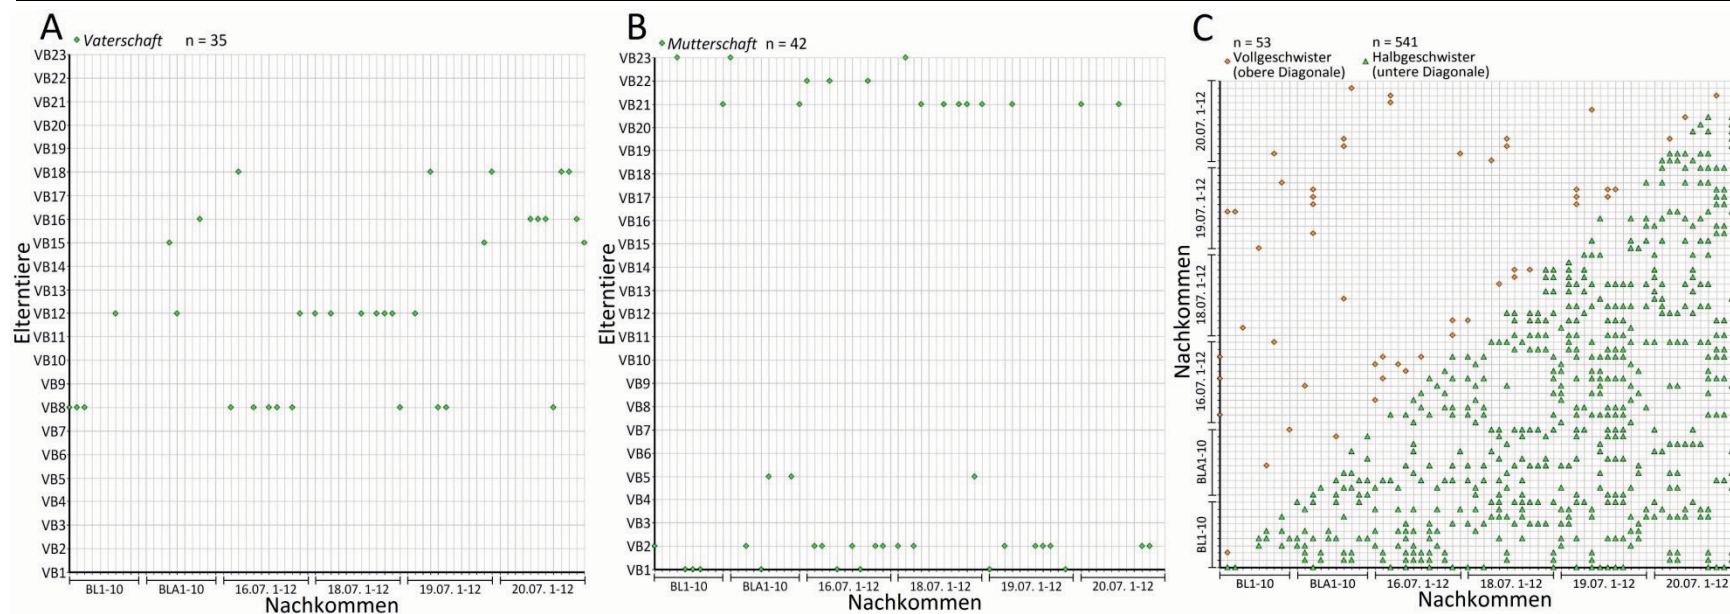 A
Vaterschaft n = 35
VB23
VB22
VB21
VB20
VB19
VB18
VB17
VB16
VB15
VB14
VB13
VB12
VB11
VB10
VB9
VB8
VB7
VB6
VB5
VB4
VB3
VB2
VB1
Elterntiere
BL1-10 BLA1-10 16.07. 1-12 18.07. 1-12 19.07. 1-12 20.07. 1-12
Nachkommen
B
Mutterschaft n = 42
VB23
VB22
VB21
VB20
VB19
VB18
VB17
VB16
VB15
VB14
VB13
VB12
VB11
VB10
VB9
VB8
VB7
VB6
VB5
VB4
VB3
VB2
VB1
Elterntiere
BL1-10 BLA1-10 16.07. 1-12 18.07. 1-12 19.07. 1-12 20.07. 1-12
Nachkommen
C
n = 53
Vollgeschwister
(obere Diagonale)
n = 541
Halbgeschwister
(untere Diagonale)
20.07. 1-12
19.07. 1-12
18.07. 1-12
16.07. 1-12
BLA1-10
BL1-10
Nachkommen
BL1-10 BLA1-10 16.07. 1-12 18.07. 1-12 19.07. 1-12 20.07. 1-12
Nachkommen